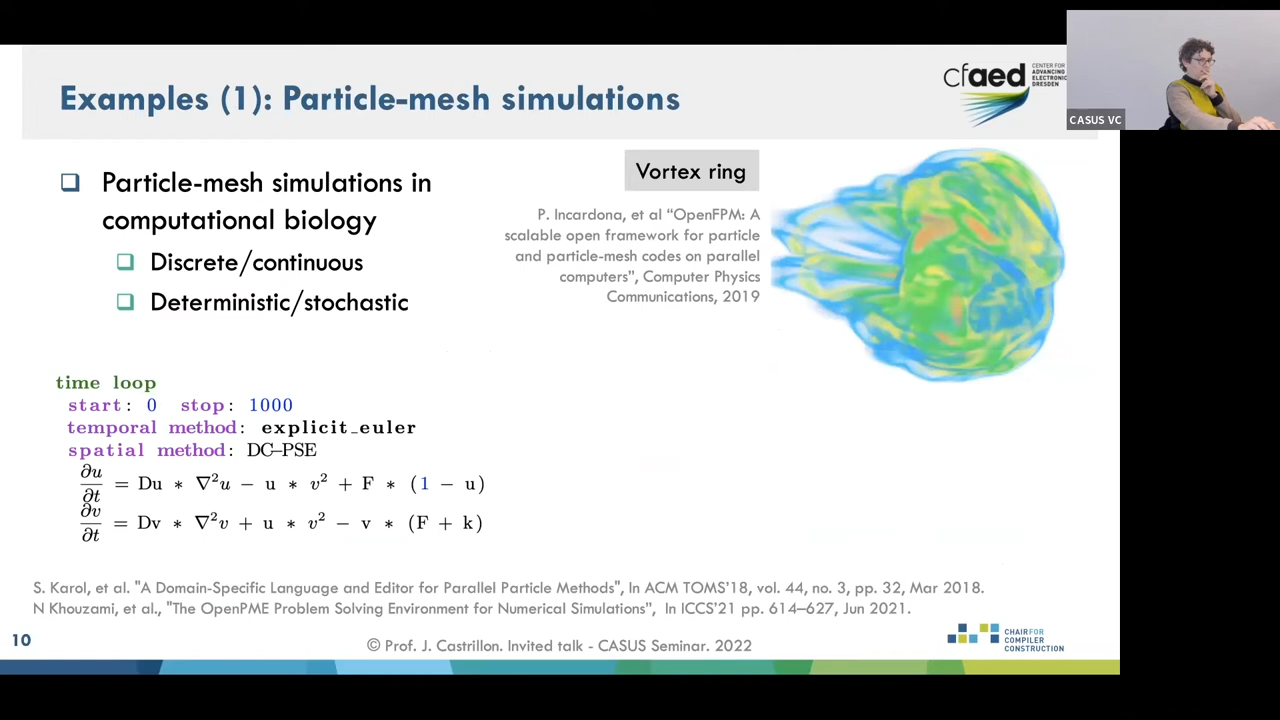 Examples (1): Particle-mesh simulations
cfaed
CENTER FOR
ADVANCING
ELECTRONICS
DRESDEN
CASUS VC
Particle-mesh simulations in
computational biology
Discrete/continuous
Deterministic/stochastic
Vortex ring
P. Incardona, et al “OpenFPM: A
scalable open framework for particle
and particle-mesh codes on parallel
computers”, Computer Physics
Communications, 2019
time loop
start: 0 stop: 1000
temporal method: explicit_euler
spatial method: DC-PSE
∂u/∂t = Du * ∇²u − u * v² + F * (1 − u)
∂v/∂t = Dv * ∇²v + u * v² − v * (F + k)
S. Karol, et al. "A Domain-Specific Language and Editor for Parallel Particle Methods", In ACM TOMS’18, vol. 44, no. 3, pp. 32, Mar 2018.
N Khouzami, et al., "The OpenPME Problem Solving Environment for Numerical Simulations”, In ICCS’21 pp. 614–627, Jun 2021.
10
© Prof. J. Castrillon. Invited talk - CASUS Seminar. 2022
CHAIR FOR
COMPILER
CONSTRUCTION